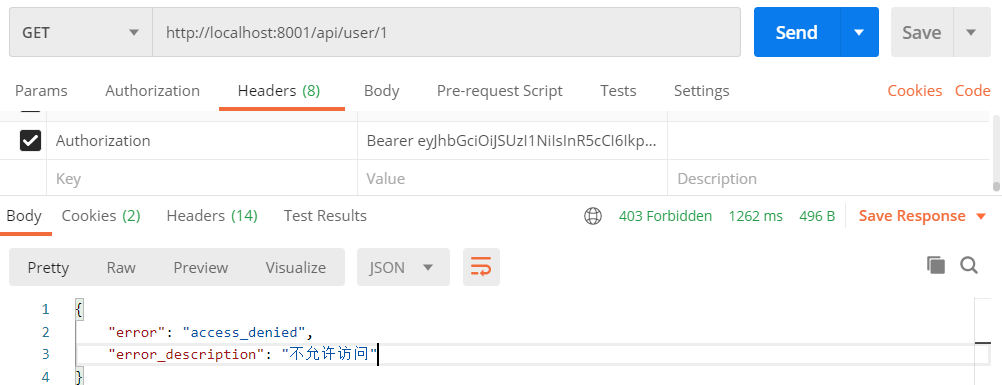 GET http://localhost:8001/api/user/1 Send Save
Params Authorization Headers (8) Body Pre-request Script Tests Settings Cookies Code
Authorization Bearer eyJhbGciOiJSUzI1NiIsInR5cCI6Ikp...
Key Value Description
Body Cookies (2) Headers (14) Test Results 403 Forbidden 1262 ms 496 B Save Response
Pretty Raw Preview Visualize JSON
1 {
2 "error": "access_denied",
3 "error_description": "不允许访问"
4 }